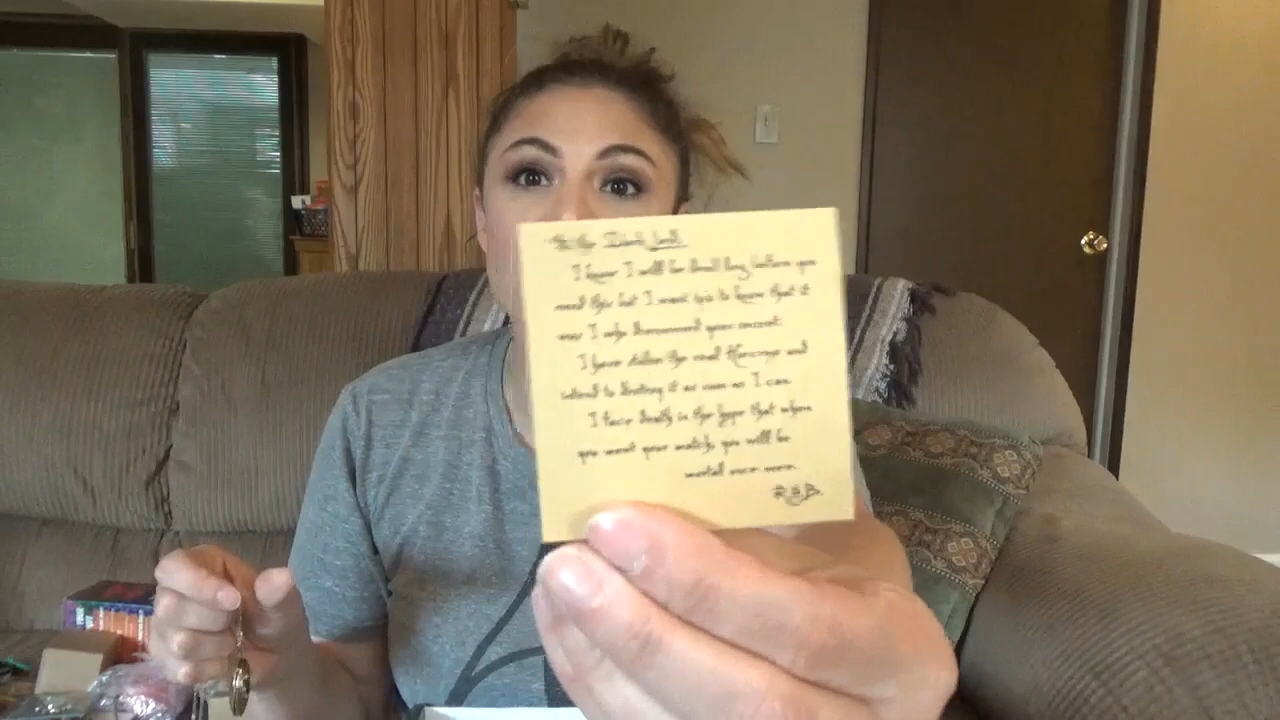 To the Dark Lord
I know I will be dead long before you
read this but I want you to know that it
was I who discovered your secret.
I have stolen the real Horcrux and
intend to destroy it as soon as I can
I face death in the hope that when
you meet your match, you will be
mortal once more.
R.A.B.